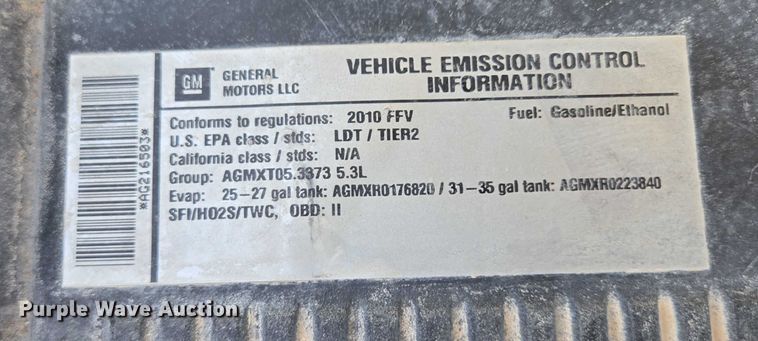 GM
GENERAL
MOTORS LLC
VEHICLE EMISSION CONTROL
INFORMATION
Conforms to regulations: 2010 FFV
Fuel: Gasoline/Ethanol
U.S. EPA class / stds: LDT / TIER2
California class / stds: N/A
Group: AGMXT05.3373 5.3L
Evap: 25-27 gal tank: AGMXR0176820 / 31-35 gal tank: AGMXR0223840
SFI/HO2S/TWC, OBD: II
*AG216503*
Purple Wave Auction